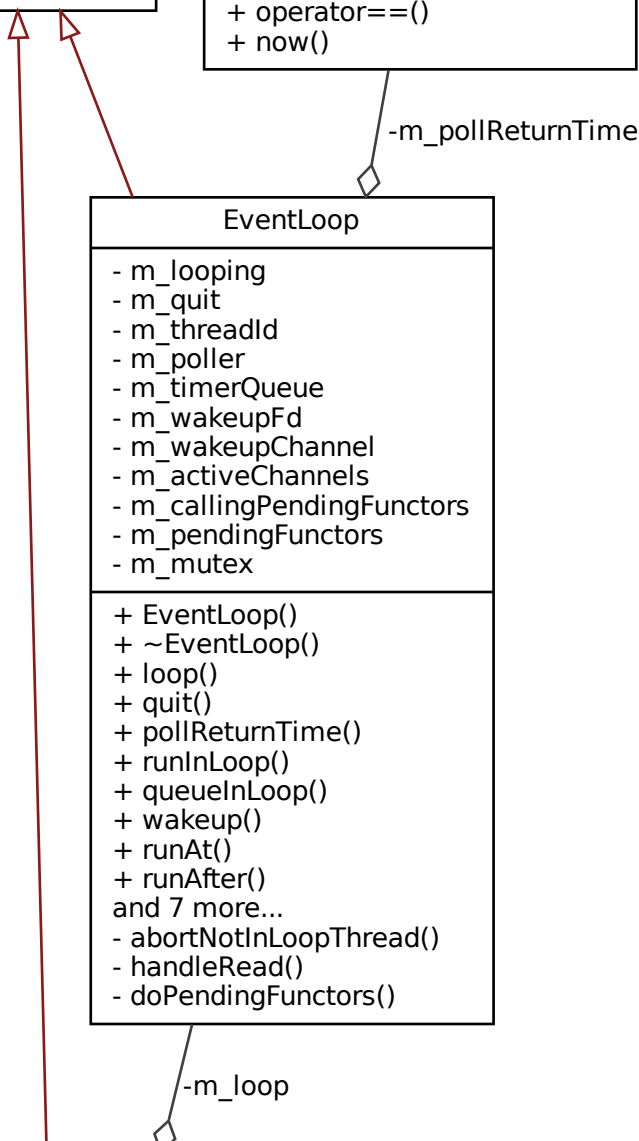 + operator==()
+ now()
-m_pollReturnTime
EventLoop
- m_looping
- m_quit
- m_threadId
- m_poller
- m_timerQueue
- m_wakeupFd
- m_wakeupChannel
- m_activeChannels
- m_callingPendingFunctors
- m_pendingFunctors
- m_mutex
+ EventLoop()
+ ~EventLoop()
+ loop()
+ quit()
+ pollReturnTime()
+ runInLoop()
+ queueInLoop()
+ wakeup()
+ runAt()
+ runAfter()
and 7 more...
- abortNotInLoopThread()
- handleRead()
- doPendingFunctors()
-m_loop